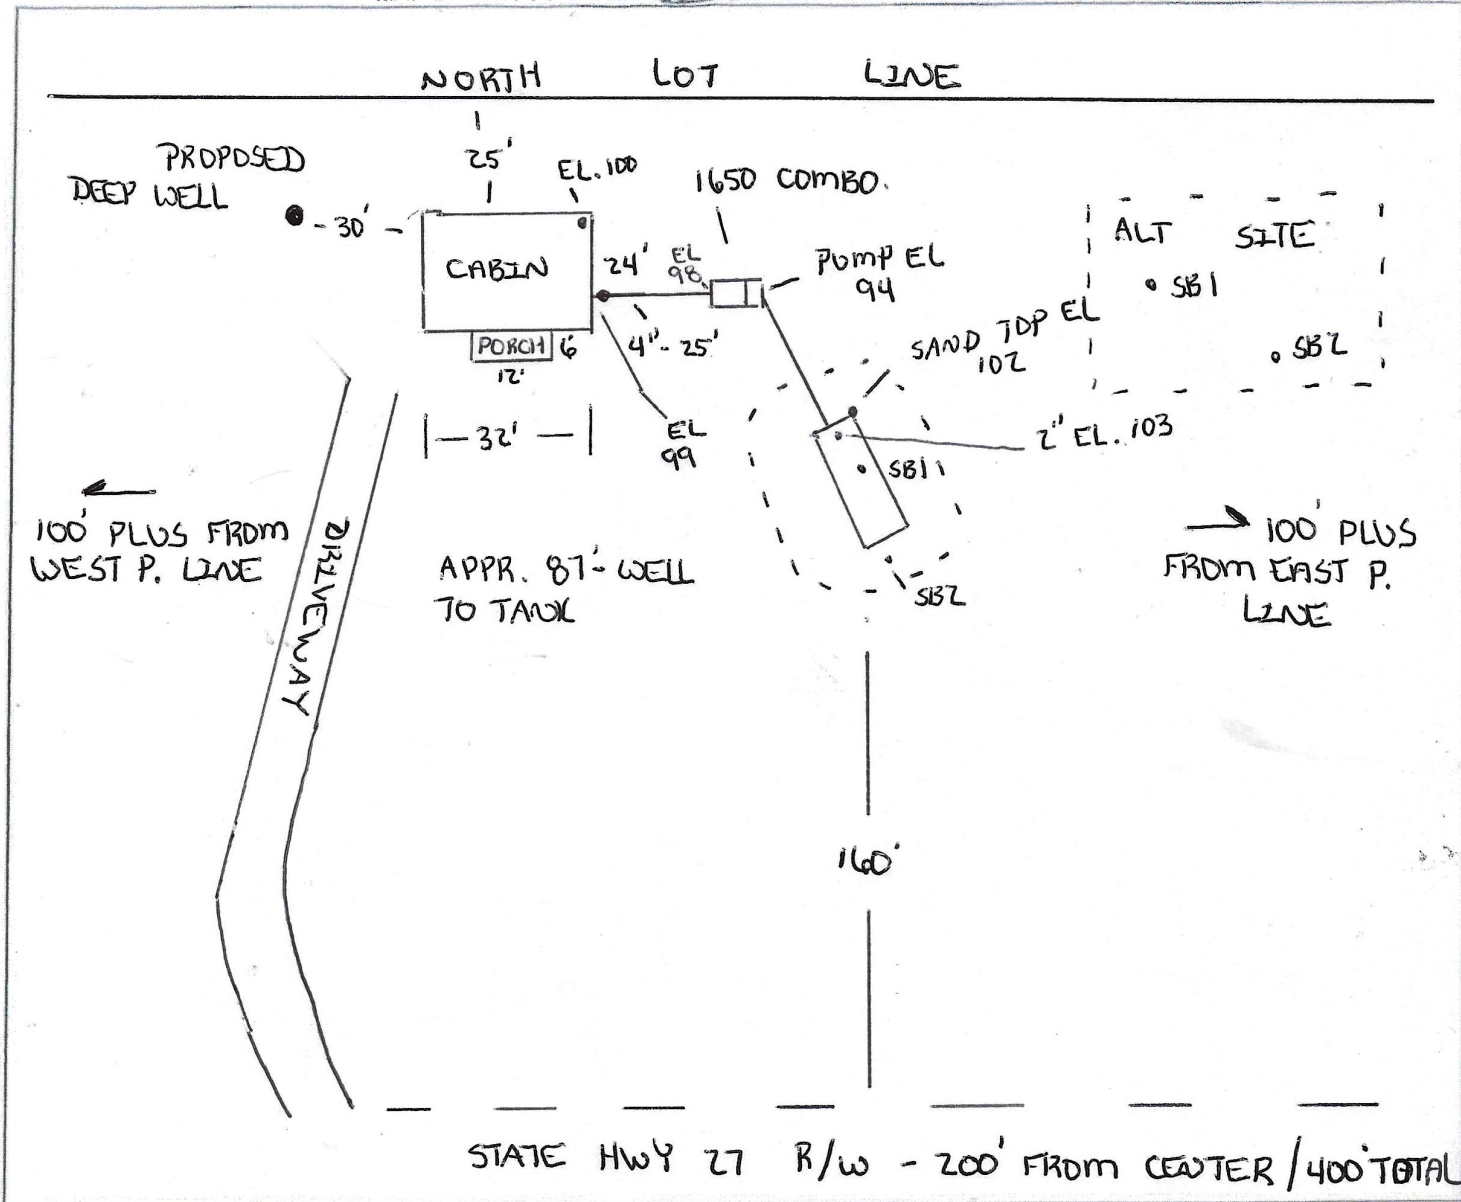 NORTH LOT LINE
PROPOSED
DEEP WELL
- 30' -
25'
EL. 100
1650 COMBO.
CABIN
24'
EL
98
PUMP EL
94
ALT SITE
SB1
SB2
PORCH
6'
12'
4" - 25'
SAND TOP EL
102
32'
EL
99
2" EL. 103
SB1
SB2
100' PLUS FROM
WEST P. LINE
DRIVEWAY
APPR. 87'- WELL
TO TANK
100' PLUS
FROM EAST P.
LINE
160'
STATE HWY 27 R/W - 200' FROM CENTER / 400' TOTAL